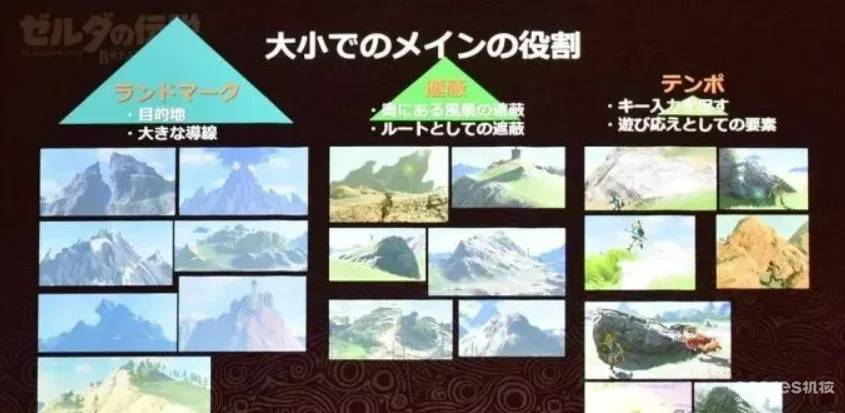 ゼルダの伝説
大小でのメインの役割
ランドマーク
・目的地
・大きな導線
遮蔽
・奥にある風景の遮蔽
・ルートとしての遮蔽
テンポ
・キー入力を促す
・遊び応えとしての要素
機核